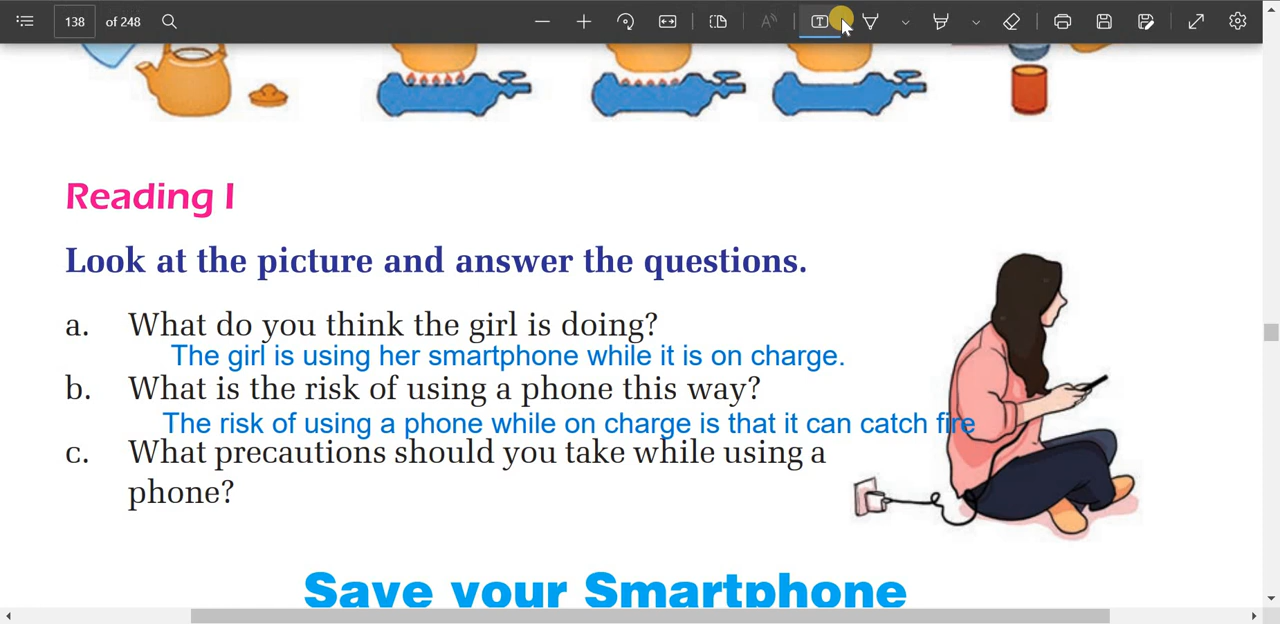 138 of 248
Reading I
Look at the picture and answer the questions.
a. What do you think the girl is doing?
The girl is using her smartphone while it is on charge.
b. What is the risk of using a phone this way?
The risk of using a phone while on charge is that it can catch fire
c. What precautions should you take while using a
phone?
Save your Smartphone